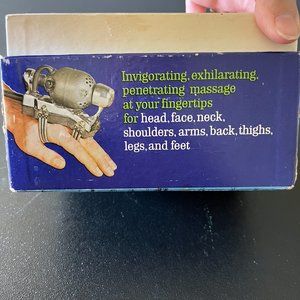 Invigorating, exhilarating,
penetrating massage
at your fingertips
for head, face, neck,
shoulders, arms, back, thighs,
legs, and feet